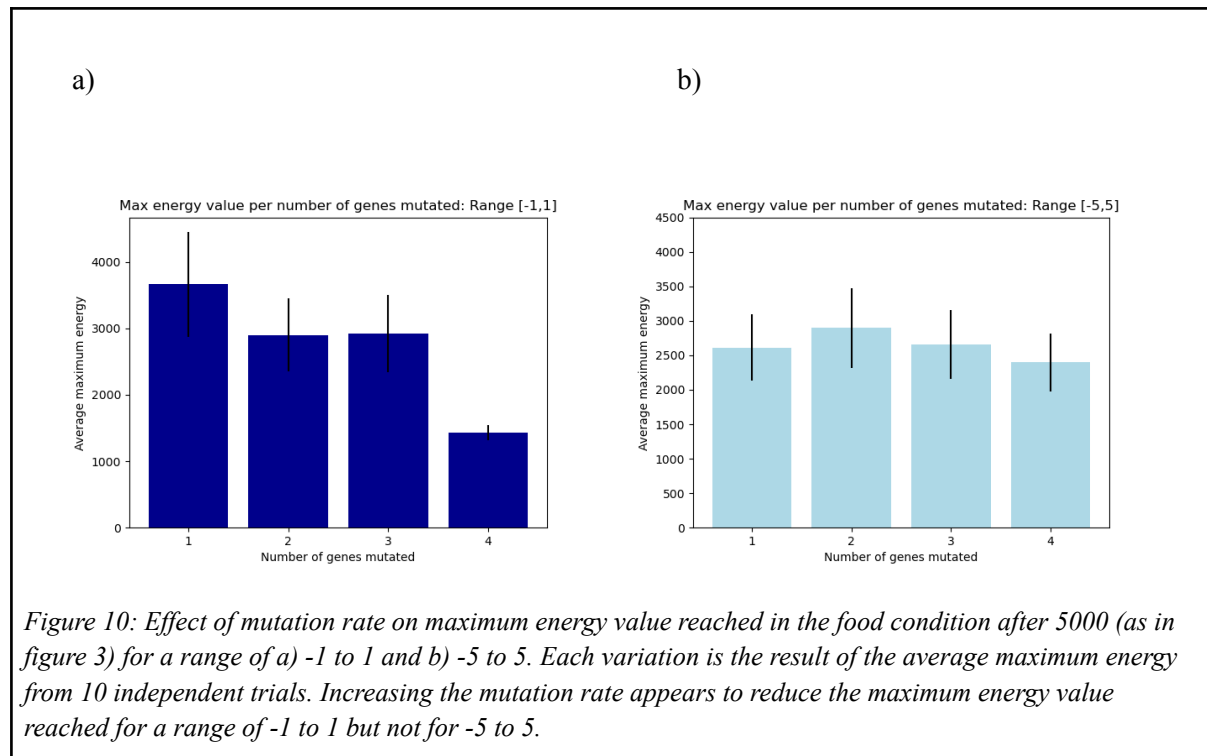 a)
b)
Max energy value per number of genes mutated: Range [-1,1]
4000
3000
2000
1000
0
Average maximum energy
1 2 3 4
Number of genes mutated
Max energy value per number of genes mutated: Range [-5,5]
4500
4000
3500
3000
2500
2000
1500
1000
500
0
Average maximum energy
1 2 3 4
Number of genes mutated
Figure 10: Effect of mutation rate on maximum energy value reached in the food condition after 5000 (as in
figure 3) for a range of a) -1 to 1 and b) -5 to 5. Each variation is the result of the average maximum energy
from 10 independent trials. Increasing the mutation rate appears to reduce the maximum energy value
reached for a range of -1 to 1 but not for -5 to 5.